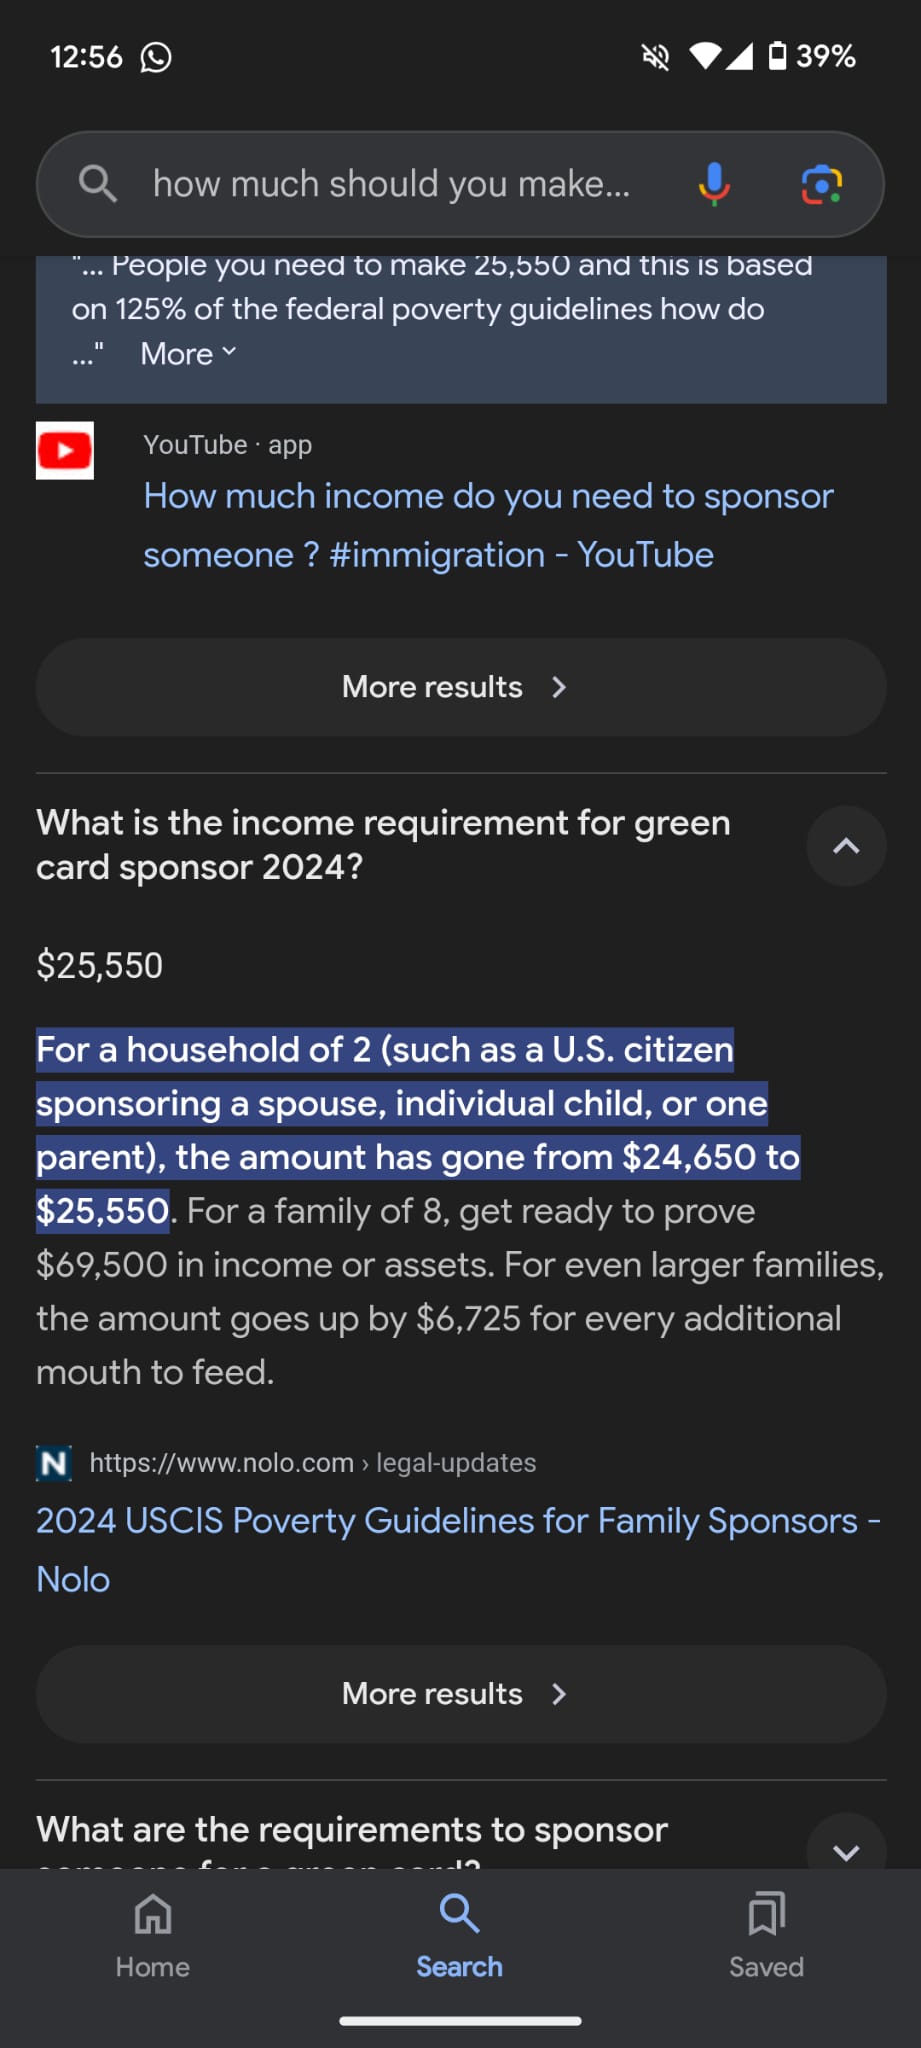 12:56
39%
how much should you make...
"... People you need to make 25,550 and this is based
on 125% of the federal poverty guidelines how do
..." More
YouTube · app
How much income do you need to sponsor
someone ? #immigration - YouTube
More results
What is the income requirement for green
card sponsor 2024?
$25,550
For a household of 2 (such as a U.S. citizen
sponsoring a spouse, individual child, or one
parent), the amount has gone from $24,650 to
$25,550. For a family of 8, get ready to prove
$69,500 in income or assets. For even larger families,
the amount goes up by $6,725 for every additional
mouth to feed.
N https://www.nolo.com › legal-updates
2024 USCIS Poverty Guidelines for Family Sponsors -
Nolo
More results
What are the requirements to sponsor
someone for a green card?
Home
Search
Saved